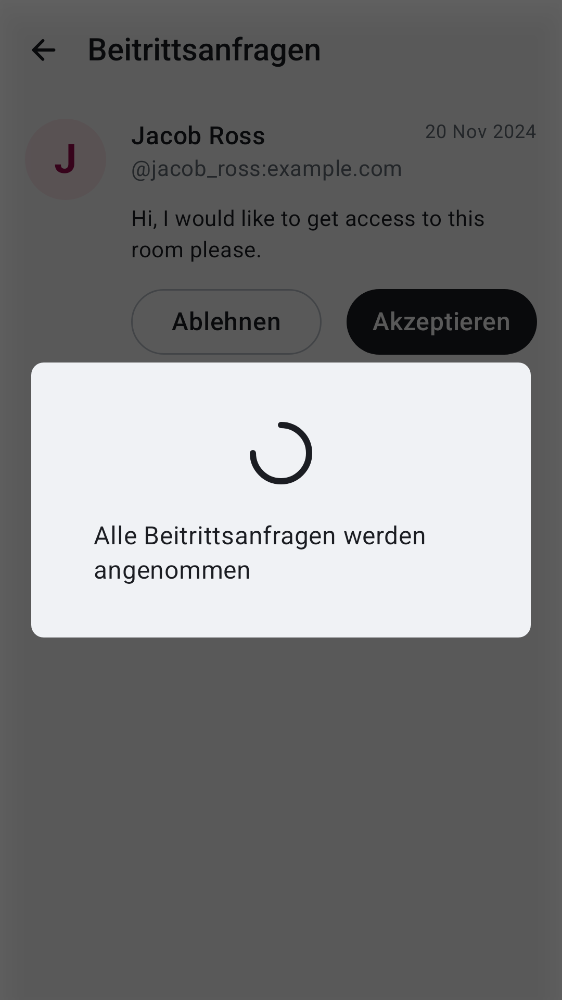 Beitrittsanfragen
J
Jacob Ross
20 Nov 2024
@jacob_ross:example.com
Hi, I would like to get access to this
room please.
Ablehnen
Akzeptieren
Alle Beitrittsanfragen werden
angenommen